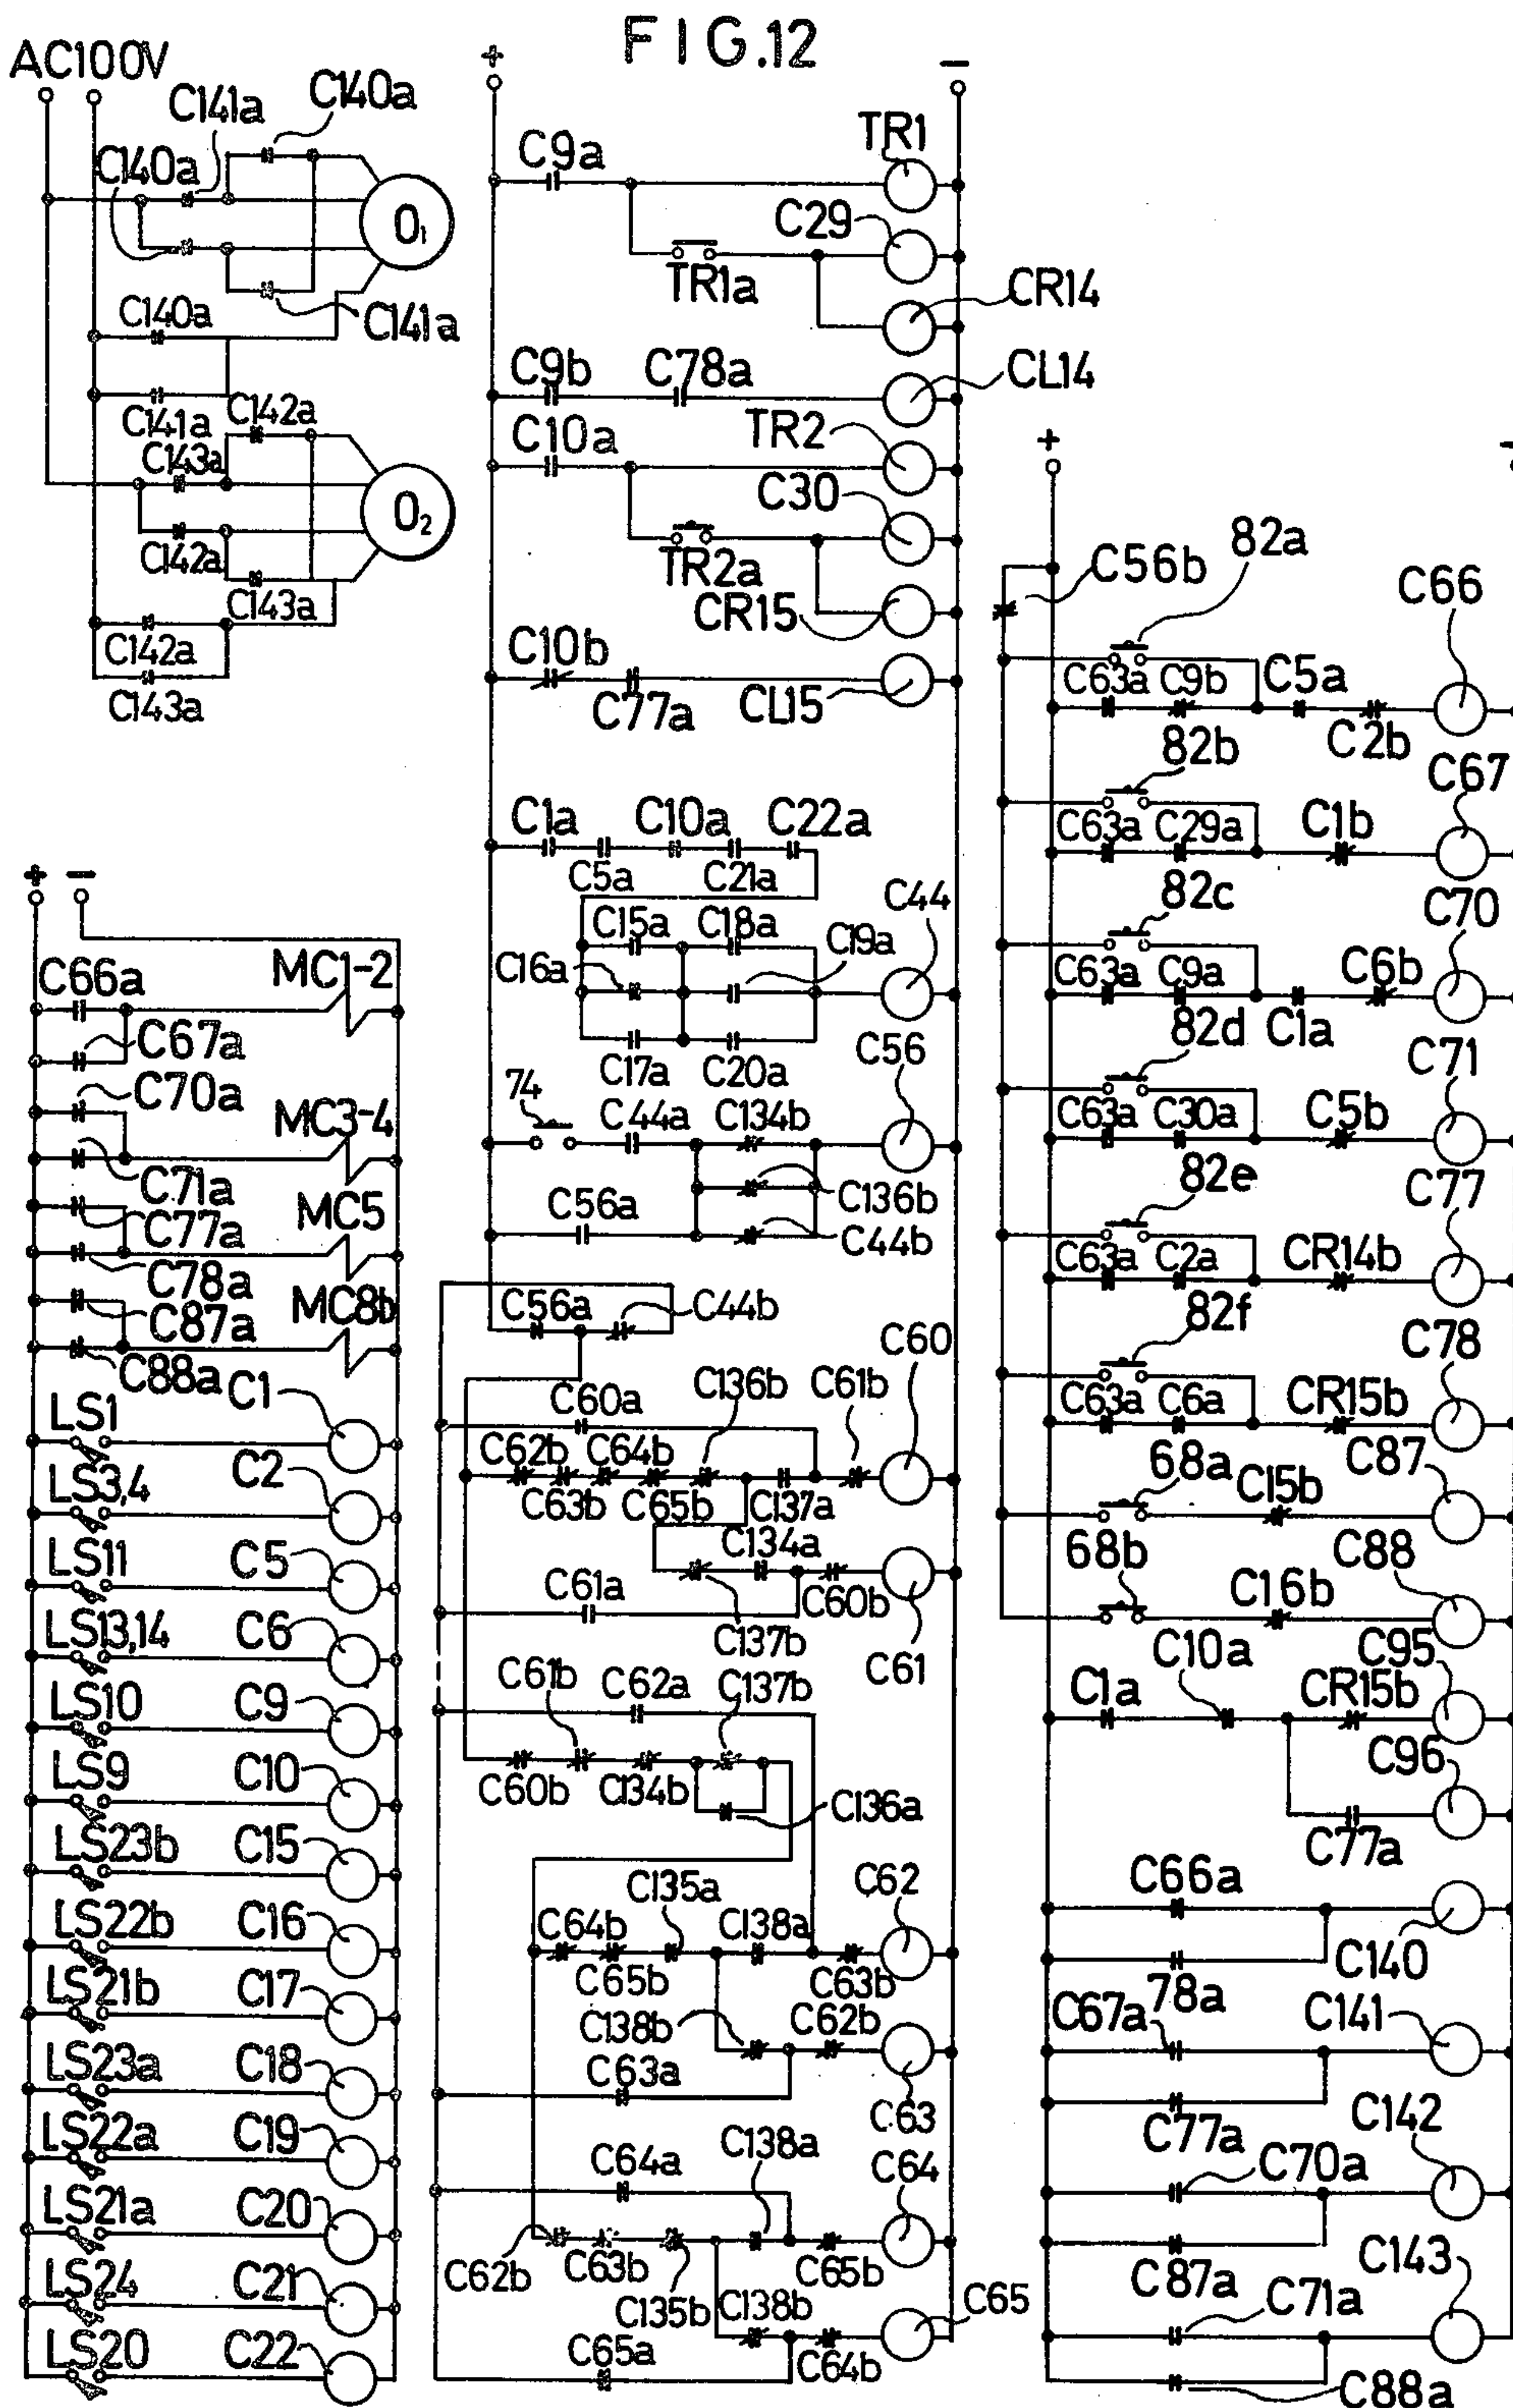 FIG.12
AC100V
C141a
C140a
C140a
O1
C140a
C141a
C141a
C142a
C143a
O2
C142a
C143a
C142a
C143a
+ −
C66a
MC1-2
C67a
C70a
MC3-4
C71a
C77a
MC5
C78a
C87a
MC8b
C88a
LS1 C1
LS3,4 C2
LS11 C5
LS13,14 C6
LS10 C9
LS9 C10
LS23b C15
LS22b C16
LS21b C17
LS23a C18
LS22a C19
LS21a C20
LS24 C21
LS20 C22
+ −
C9a TR1
C29
TR1a
CR14
C9b C78a CL14
C10a TR2
C30
TR2a
CR15
C10b
C77a CL15
C1a C10a C22a
C5a C21a
C15a C18a C44
C16a C19a
C17a C20a C56
74 C44a C134b
C136b
C56a
C44b
C56a C44b
C60
C60a C136b C61b
C62b C64b
C63b C65b C137a
C134a
C61a C60b
C137b C61
C61b C62a C137b
C60b C134b
C136a
C135a C62
C64b C138a
C65b C63b
C138b C62b
C63a
C63
C138a
C64a C64
C62b C63b C65b
C135b C138b C65
C65a C64b
+ −
C56b 82a
C66
C63a C9b C5a
C2b
82b C67
C63a C29a C1b
82c C70
C63a C9a C6b
82d C1a
C71
C63a C30a C5b
82e C77
C63a C2a CR14b
82f
C78
C63a C6a CR15b
68a C87
C15b
68b C88
C16b
C10a C95
C1a CR15b
C96
C77a
C66a
C140
78a
C67a C141
C77a C142
C70a
C87a C143
C71a
C88a